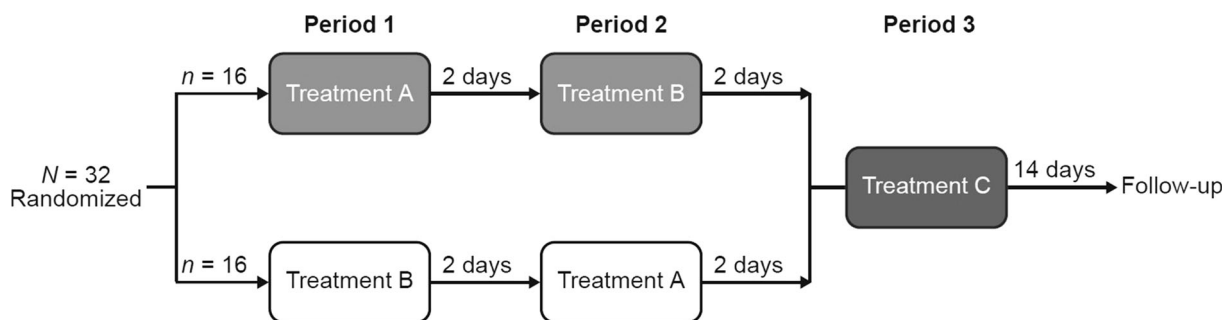 Period 1
Period 2
Period 3
n = 16
Treatment A
2 days
Treatment B
2 days
N = 32
Randomized
Treatment C
14 days
Follow-up
n = 16
Treatment B
2 days
Treatment A
2 days